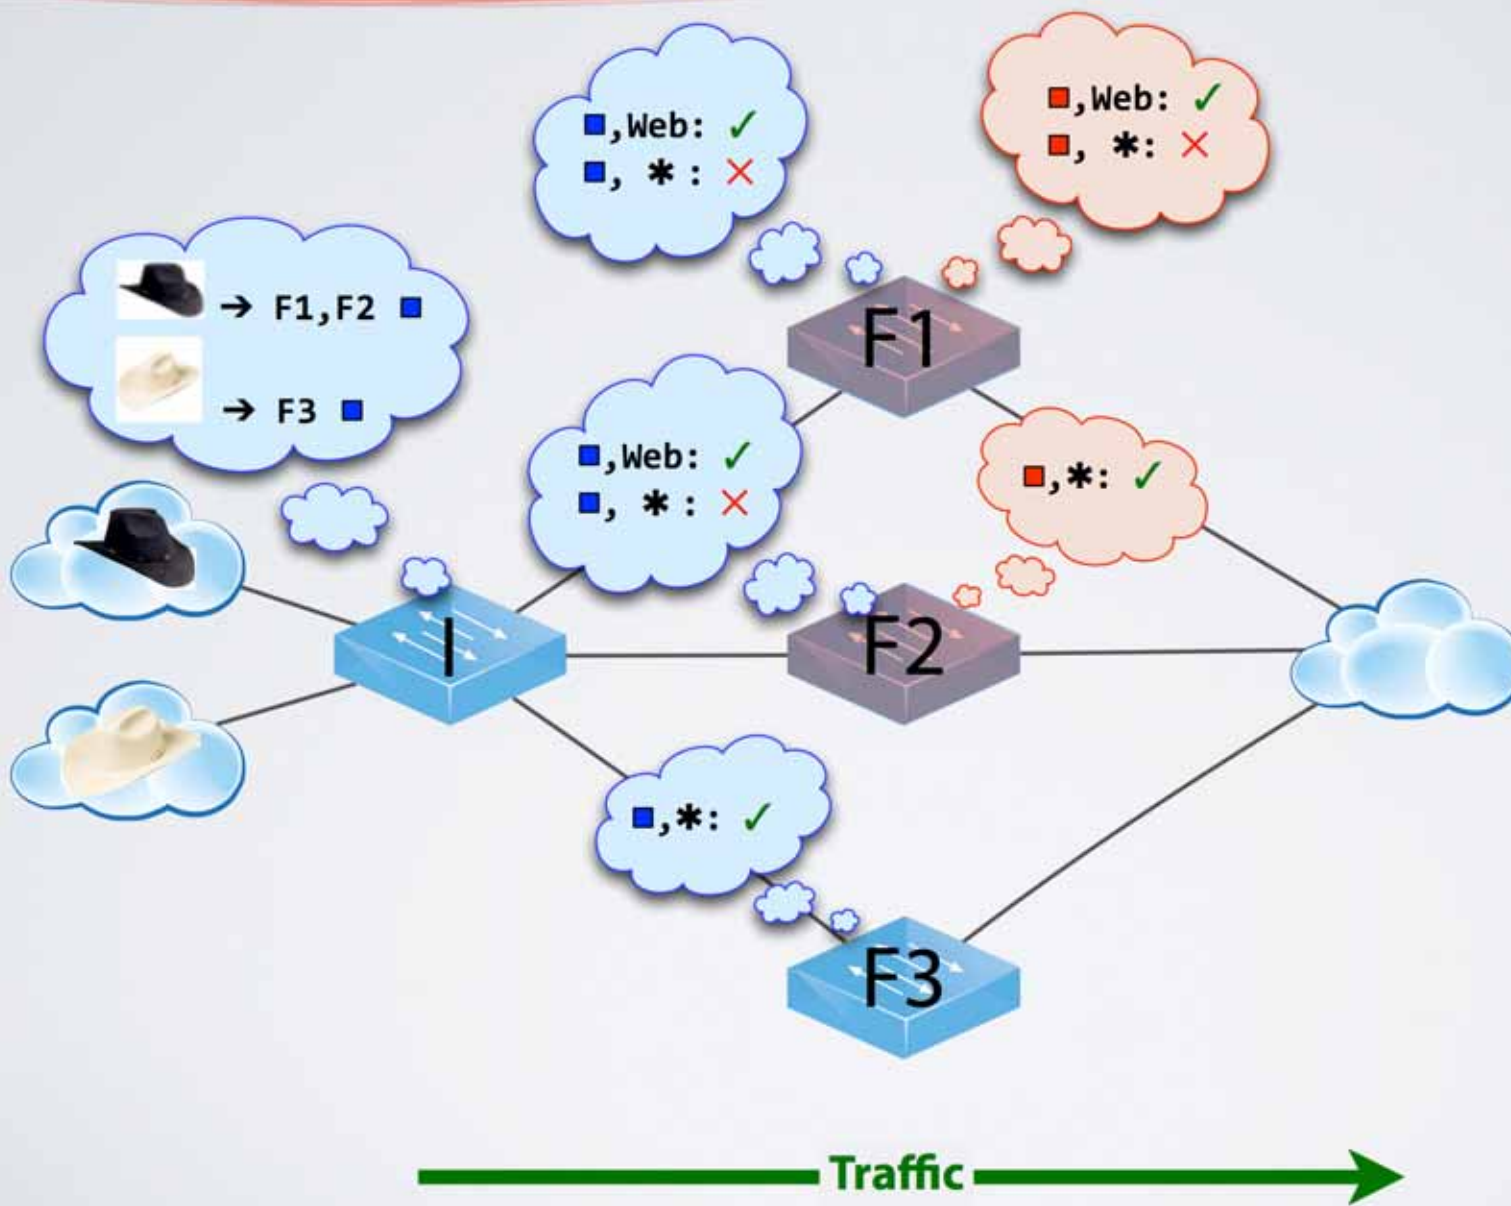 ■,Web: ✓
■, * : ✗
■,Web: ✓
■, *: ✗
→ F1,F2 ■
→ F3 ■
F1
■,Web: ✓
■, * : ✗
■,*: ✓
I
F2
■,*: ✓
F3
Traffic